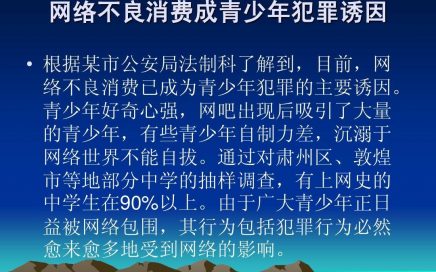 网络不良消费成青少年犯罪诱因
• 根据某市公安局法制科了解到，目前，网
络不良消费已成为青少年犯罪的主要诱因。
青少年好奇心强，网吧出现后吸引了大量
的青少年，有些青少年自制力差，沉溺于
网络世界不能自拔。通过对肃州区、敦煌
市等地部分中学的抽样调查，有上网史的
中学生在90%以上。由于广大青少年正日
益被网络包围，其行为包括犯罪行为必然
愈来愈多地受到网络的影响。